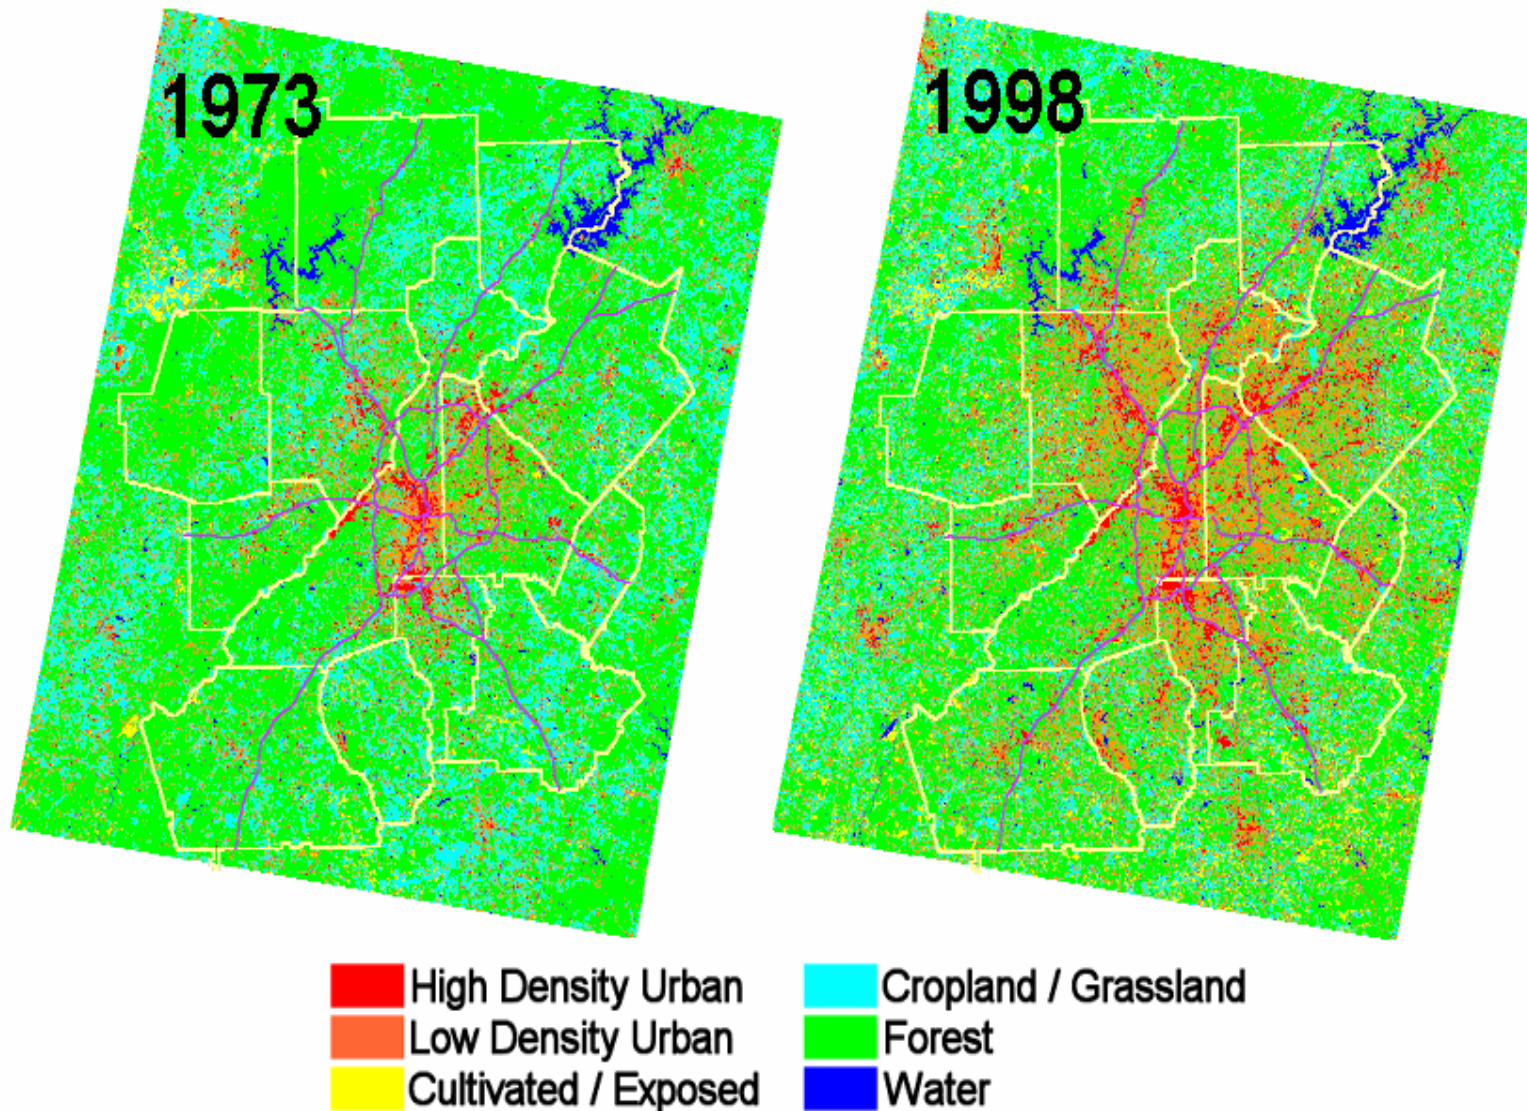 1973
1998
High Density Urban
Cropland / Grassland
Low Density Urban
Forest
Cultivated / Exposed
Water